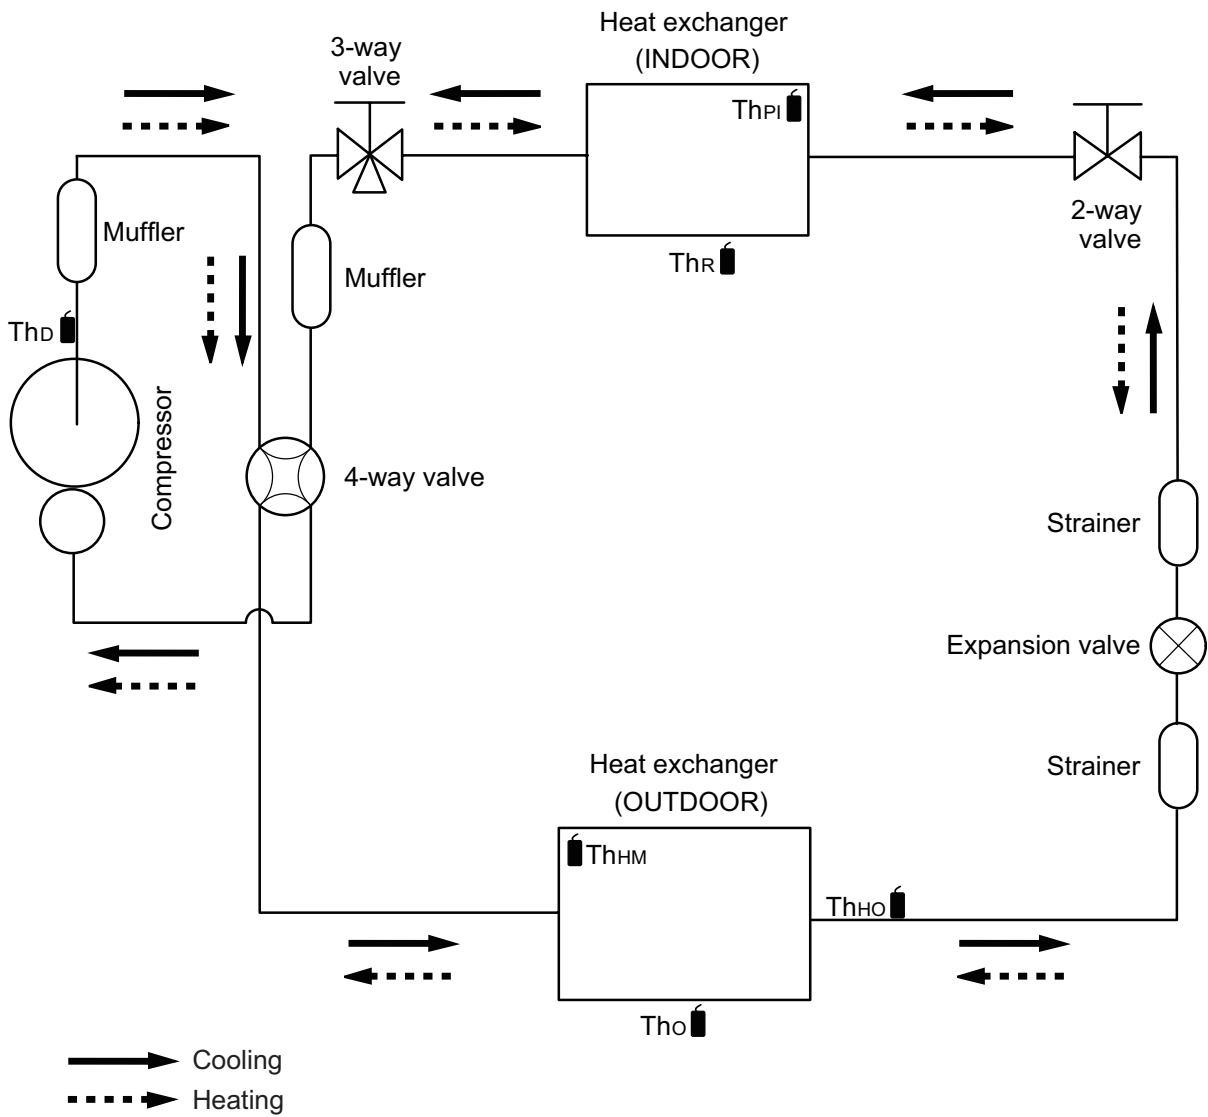 Heat exchanger
(INDOOR)
3-way
valve
ThPI
Muffler
2-way
valve
ThR
Muffler
ThD
Compressor
4-way valve
Strainer
Expansion valve
Strainer
Heat exchanger
(OUTDOOR)
ThHM
ThHO
ThO
Cooling
Heating